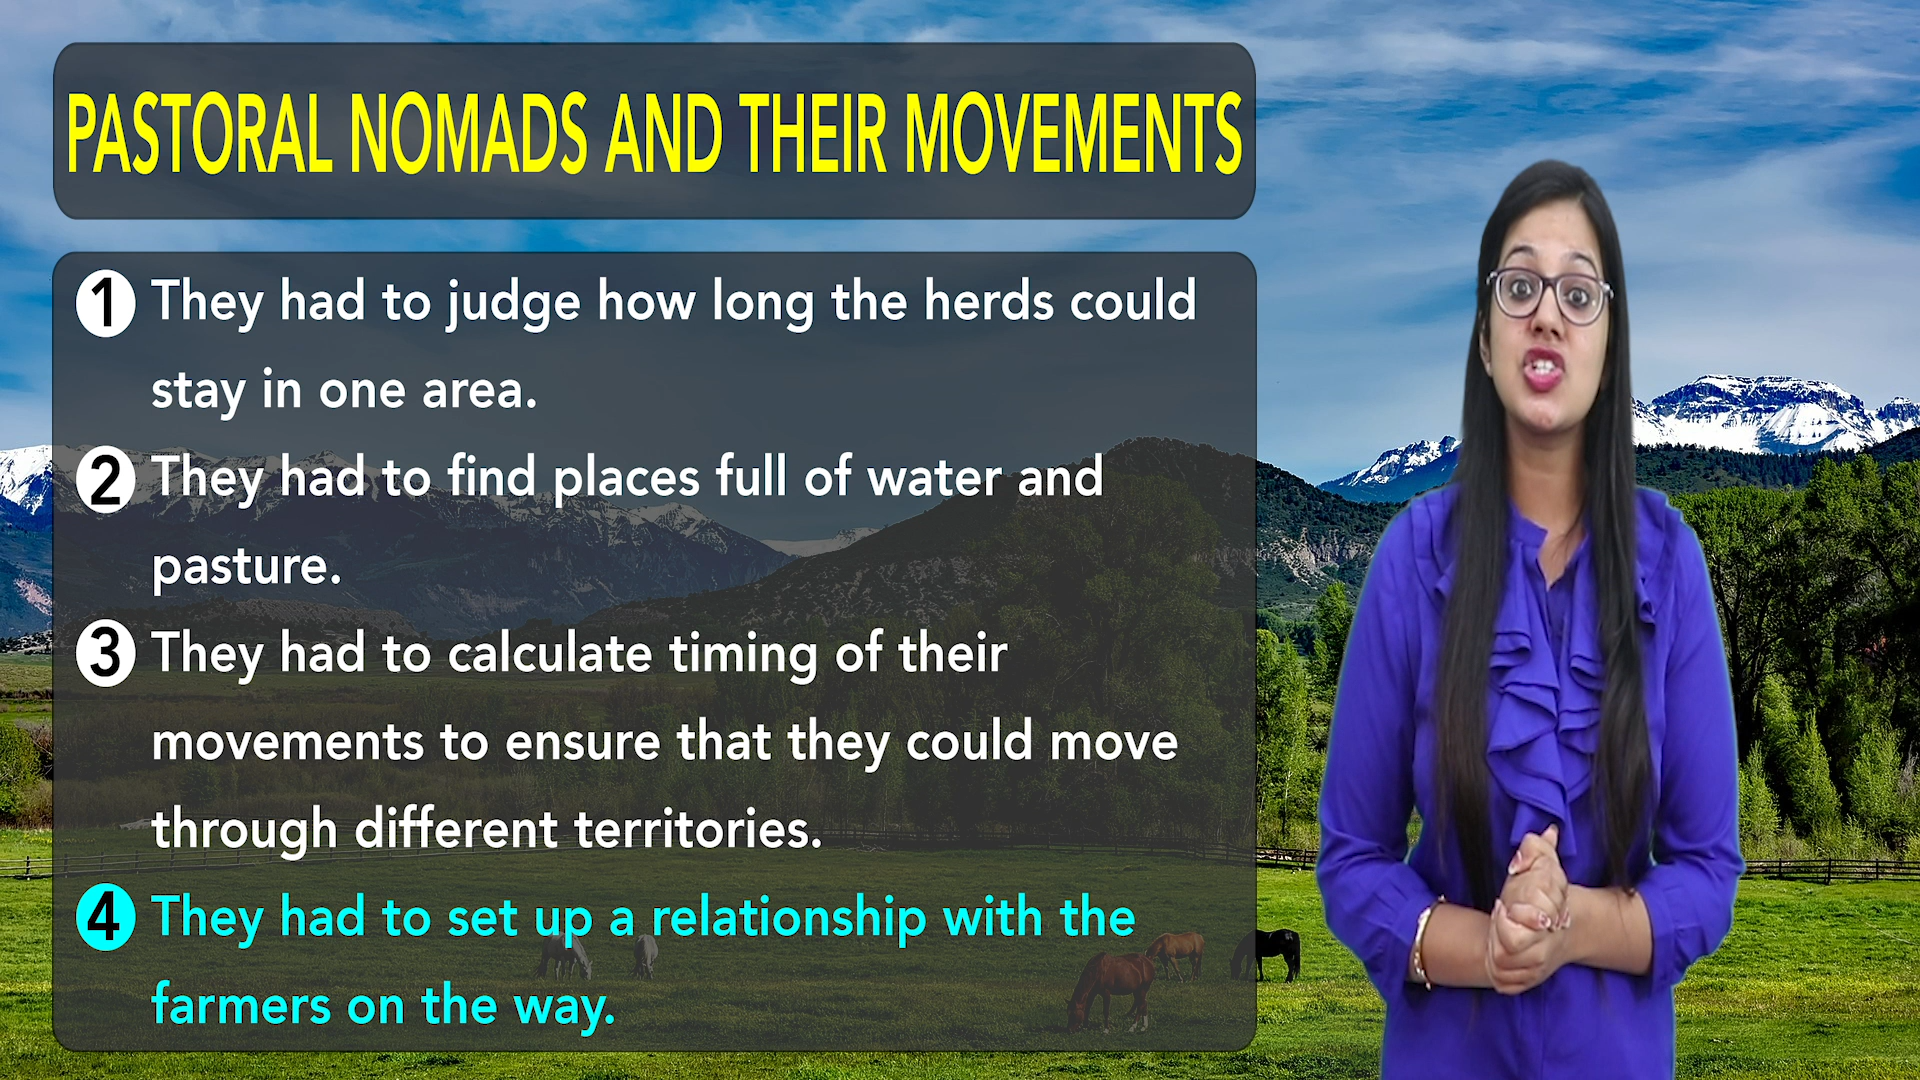 PASTORAL NOMADS AND THEIR MOVEMENTS
1 They had to judge how long the herds could
stay in one area.
2 They had to find places full of water and
pasture.
3 They had to calculate timing of their
movements to ensure that they could move
through different territories.
4 They had to set up a relationship with the
farmers on the way.